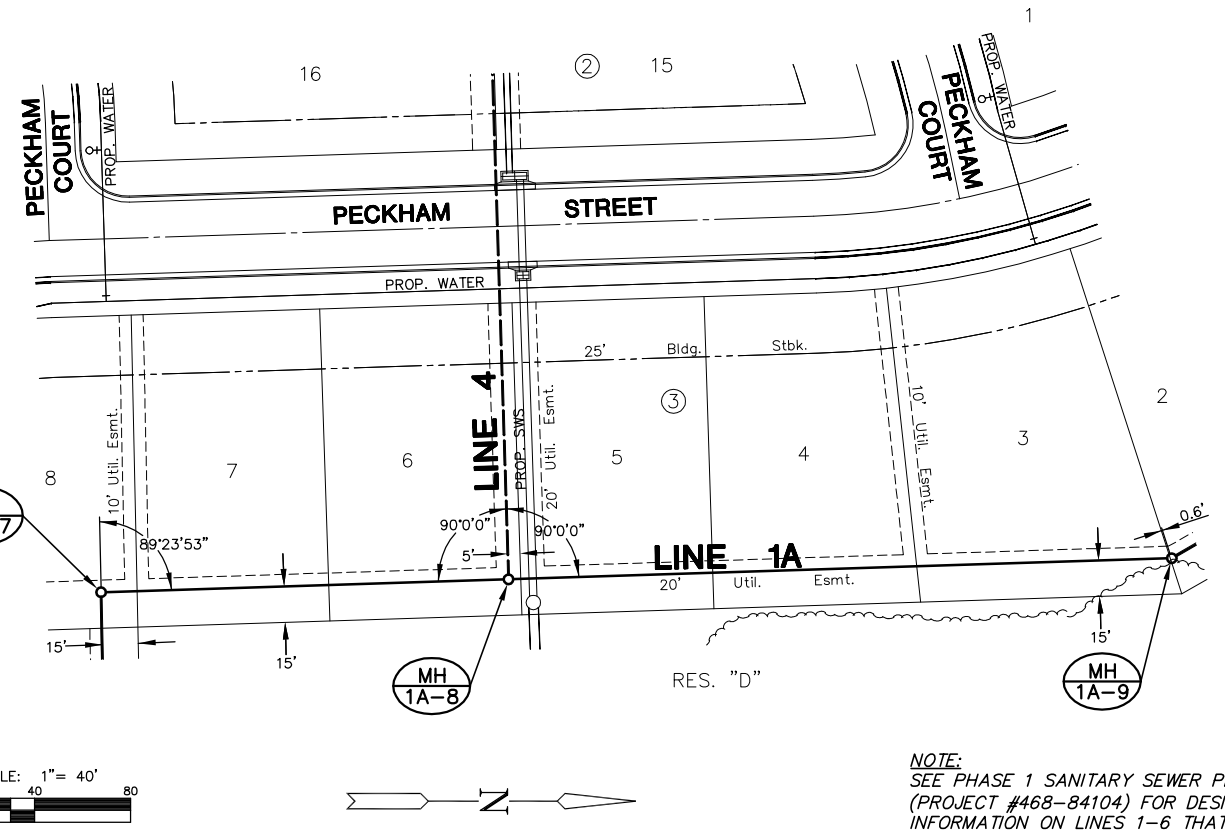 1
16
② 15
PECKHAM
COURT
PROP. WATER
PECKHAM
COURT
PECKHAM
PROP. WATER
PECKHAM STREET
PROP. WATER
25' Bldg. Stbk.
LINE 4
PROP. SWS
20' Util. Esmt.
③
10' Util. Esmt.
10' Util. Esmt.
8
7
6
5
4
3
2
7
89°23'53"
90°0'0"
90°0'0"
5'
0.6'
LINE 1A
20' Util. Esmt.
15'
15'
15'
RES. "D"
MH
1A-8
MH
1A-9
LE: 1"= 40'
40 80
N
NOTE:
SEE PHASE 1 SANITARY SEWER
(PROJECT #468-84104) FOR
INFORMATION ON LINES 1-6 THAT